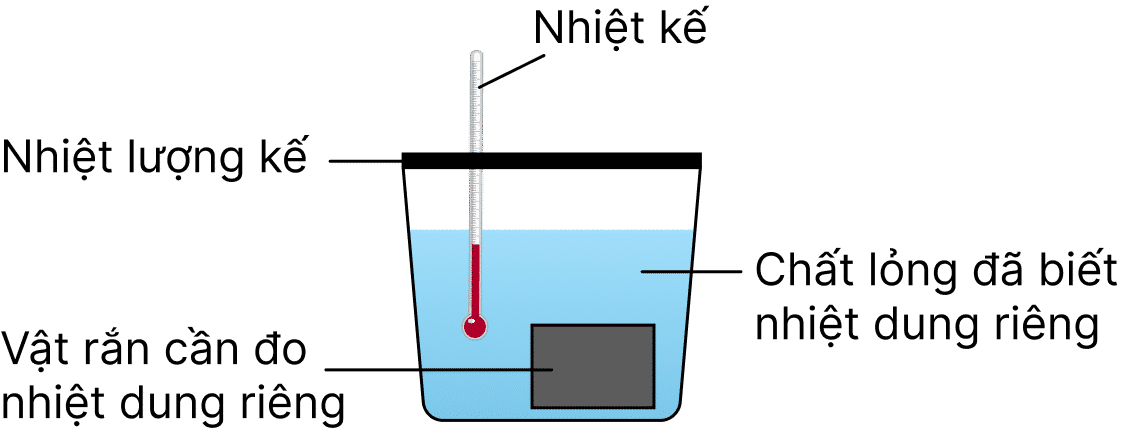 Nhiệt kế
Nhiệt lượng kế
Chất lỏng đã biết
nhiệt dung riêng
Vật rắn cần đo
nhiệt dung riêng